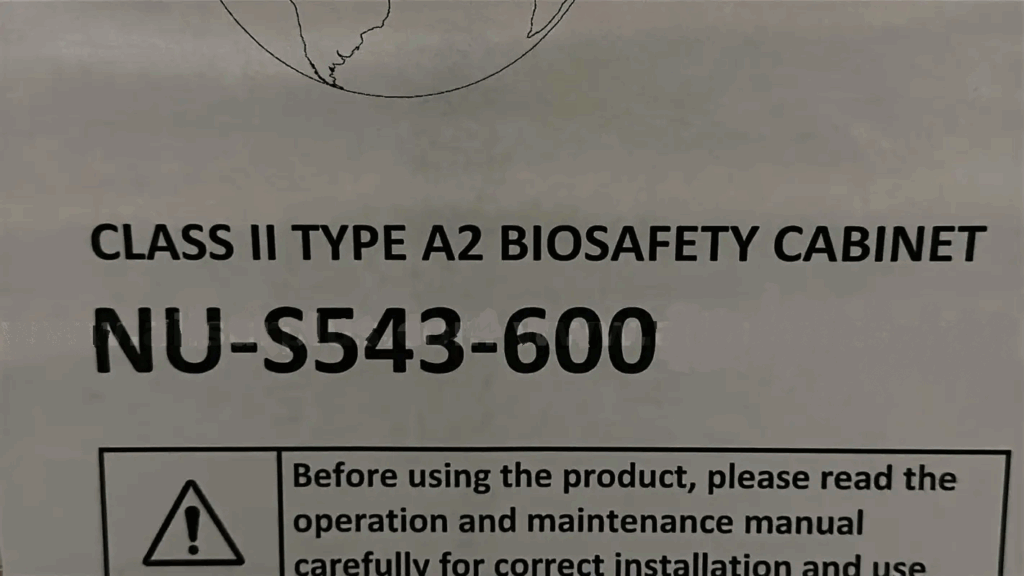 CLASS II TYPE A2 BIOSAFETY CABINET
NU-S543-600
Before using the product, please read the
operation and maintenance manual
carefully for correct installation and use